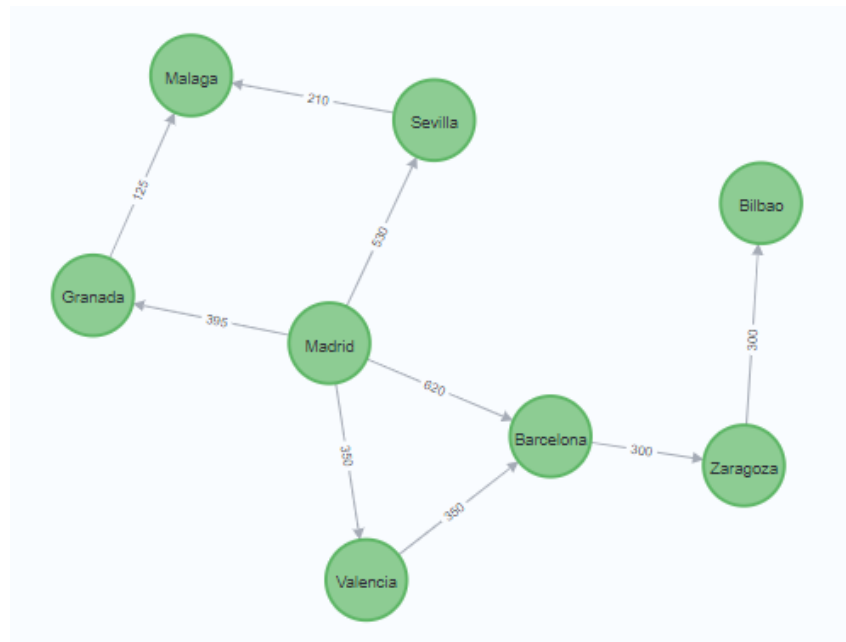 Malaga
210
Sevilla
125
530
Bilbao
Granada
395
Madrid
620
300
350
Barcelona
300
Zaragoza
350
Valencia